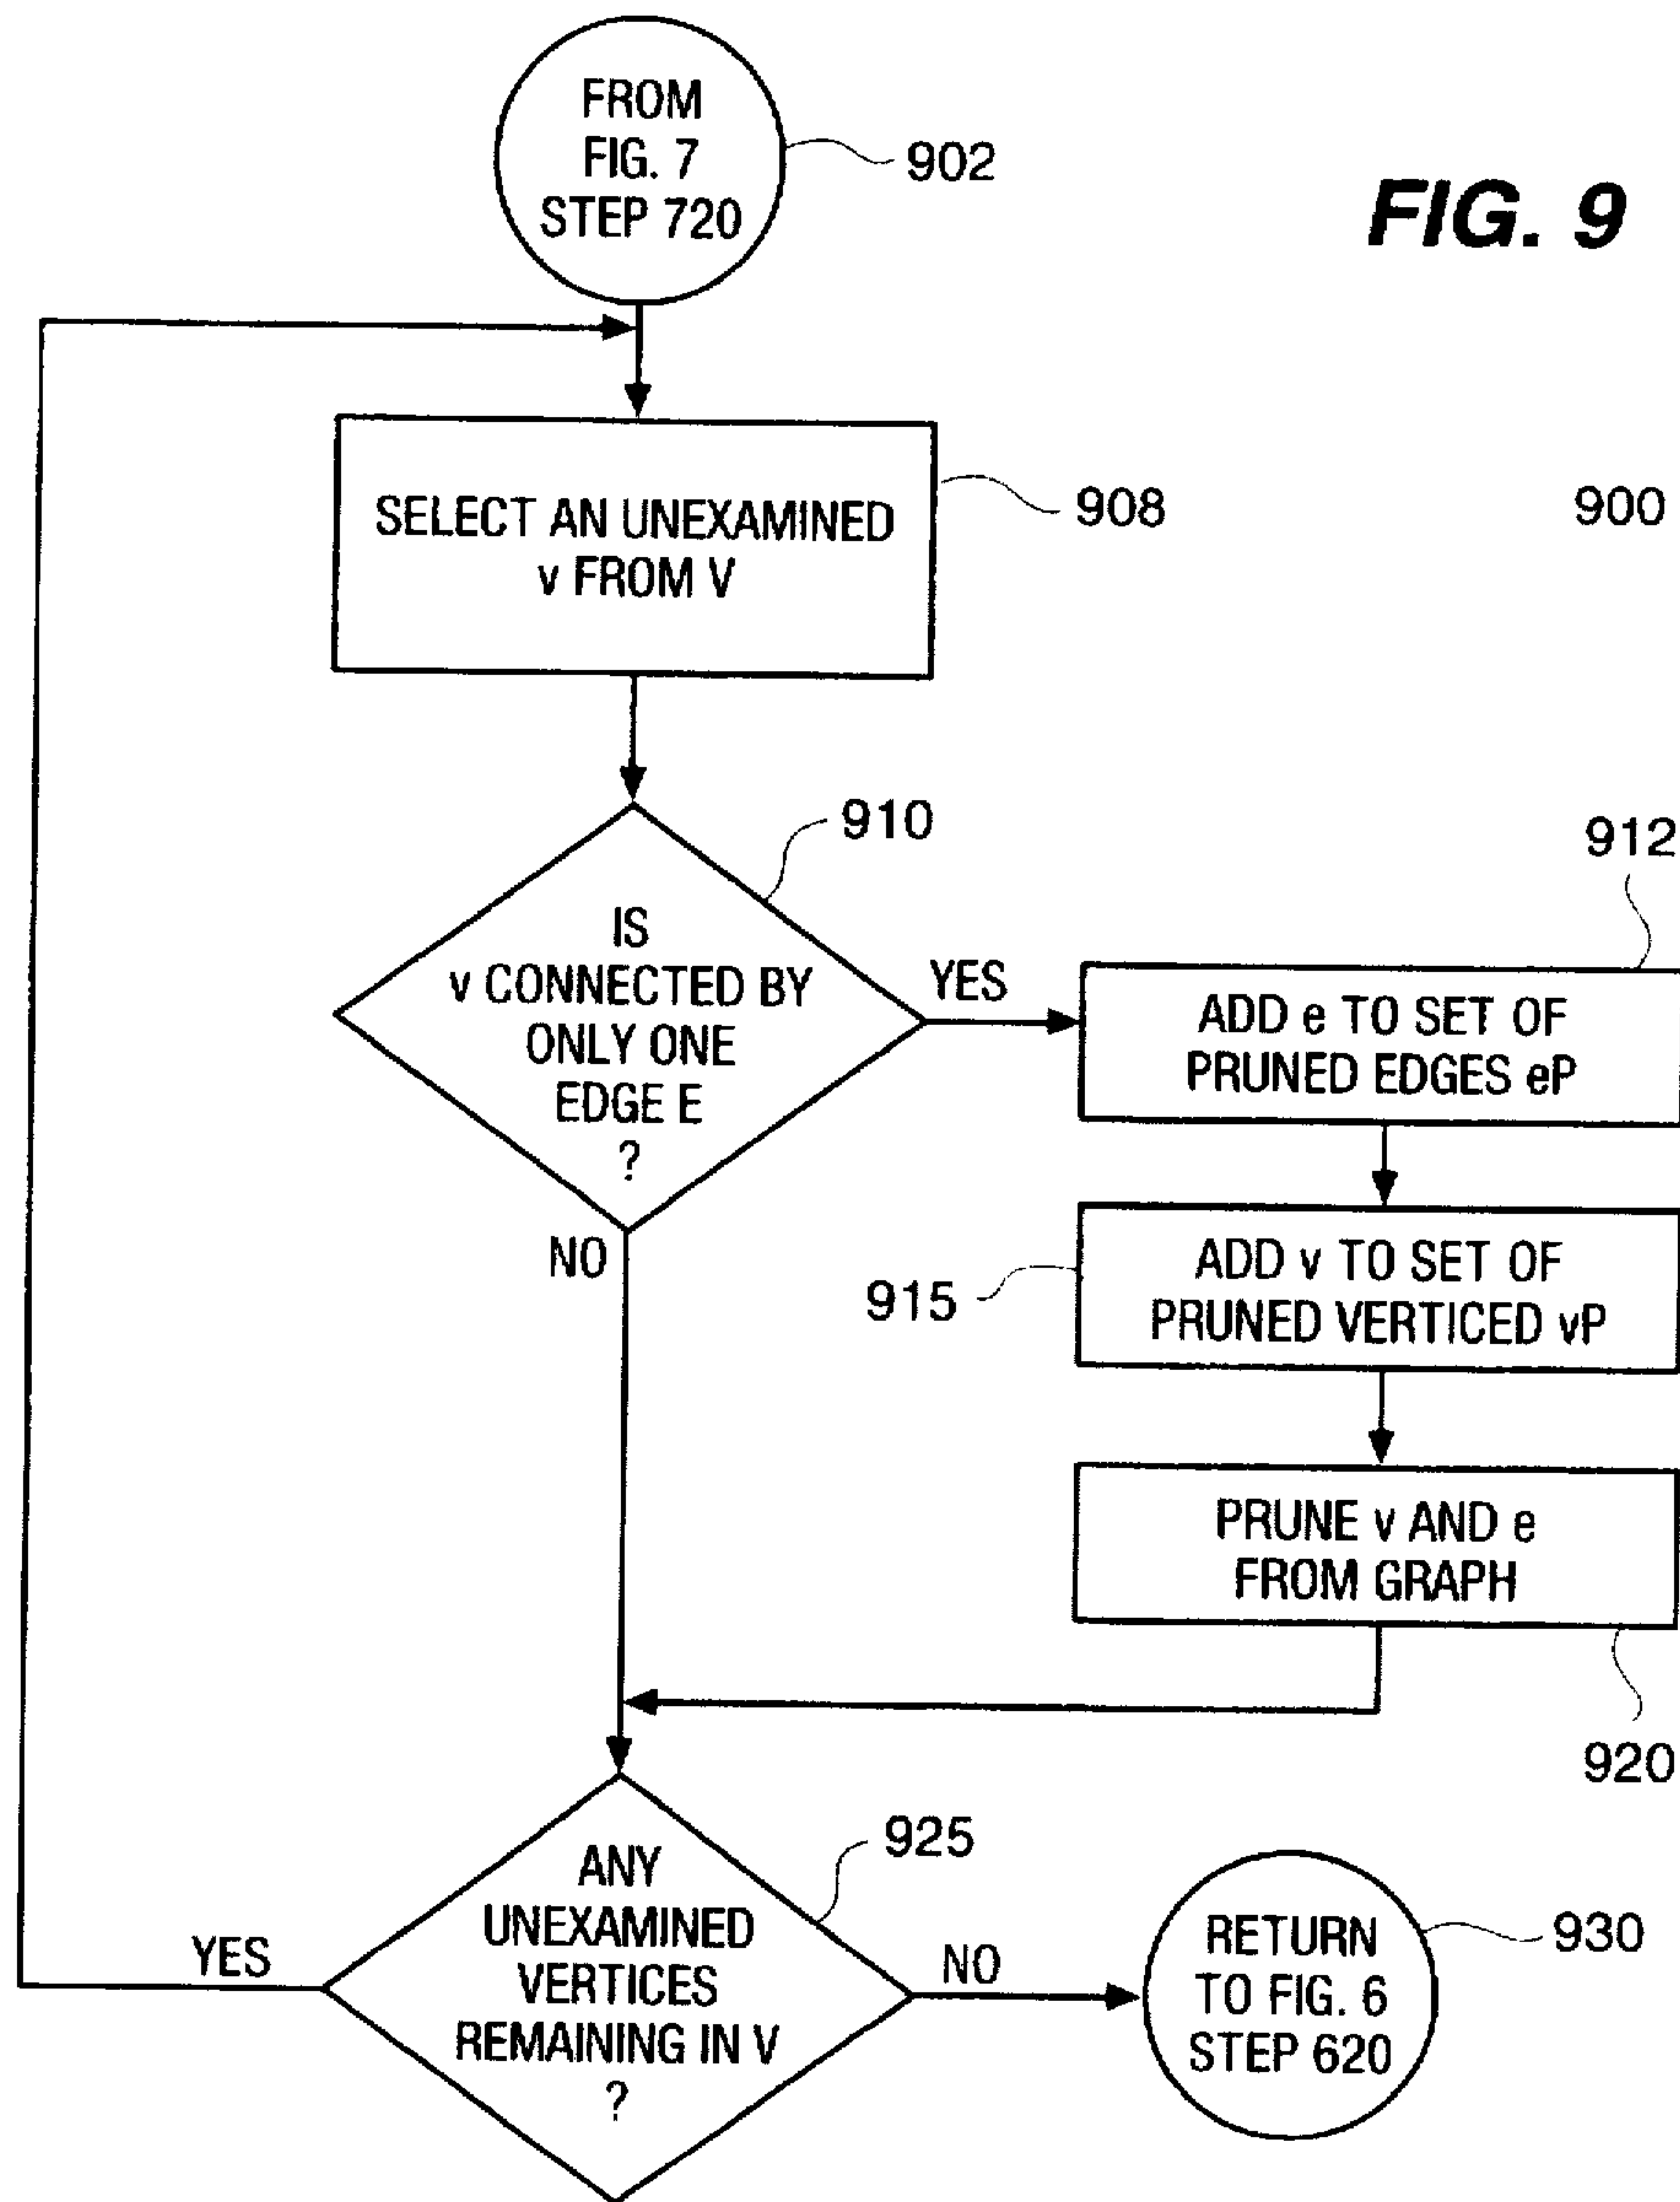 FROM
FIG. 7
STEP 720
902
FIG. 9
SELECT AN UNEXAMINED
v FROM V
908
900
910
IS
v CONNECTED BY
ONLY ONE
EDGE E
?
YES
NO
912
ADD e TO SET OF
PRUNED EDGES eP
915
ADD v TO SET OF
PRUNED VERTICED vP
PRUNE v AND e
FROM GRAPH
920
925
ANY
UNEXAMINED
VERTICES
REMAINING IN V
?
YES
NO
RETURN
TO FIG. 6
STEP 620
930